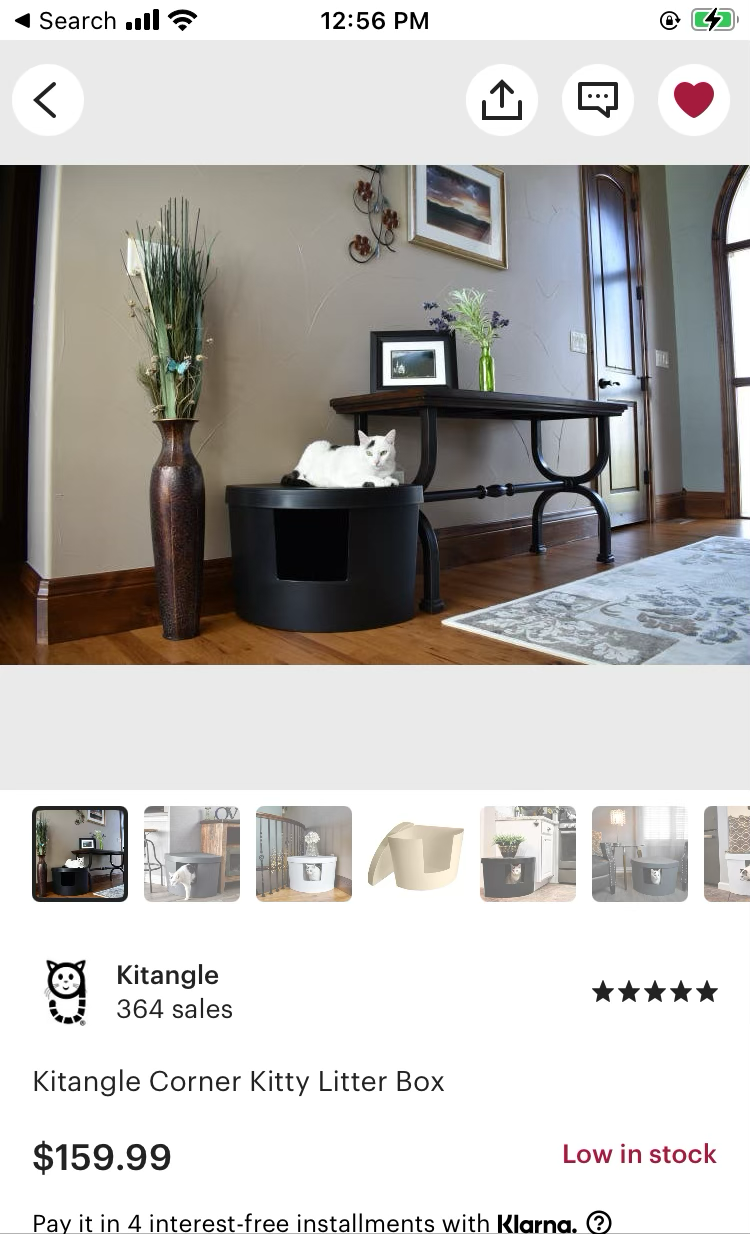 Search
12:56 PM
Kitangle
364 sales
Kitangle Corner Kitty Litter Box
$159.99
Low in stock
Pay it in 4 interest-free installments with Klarna. ?